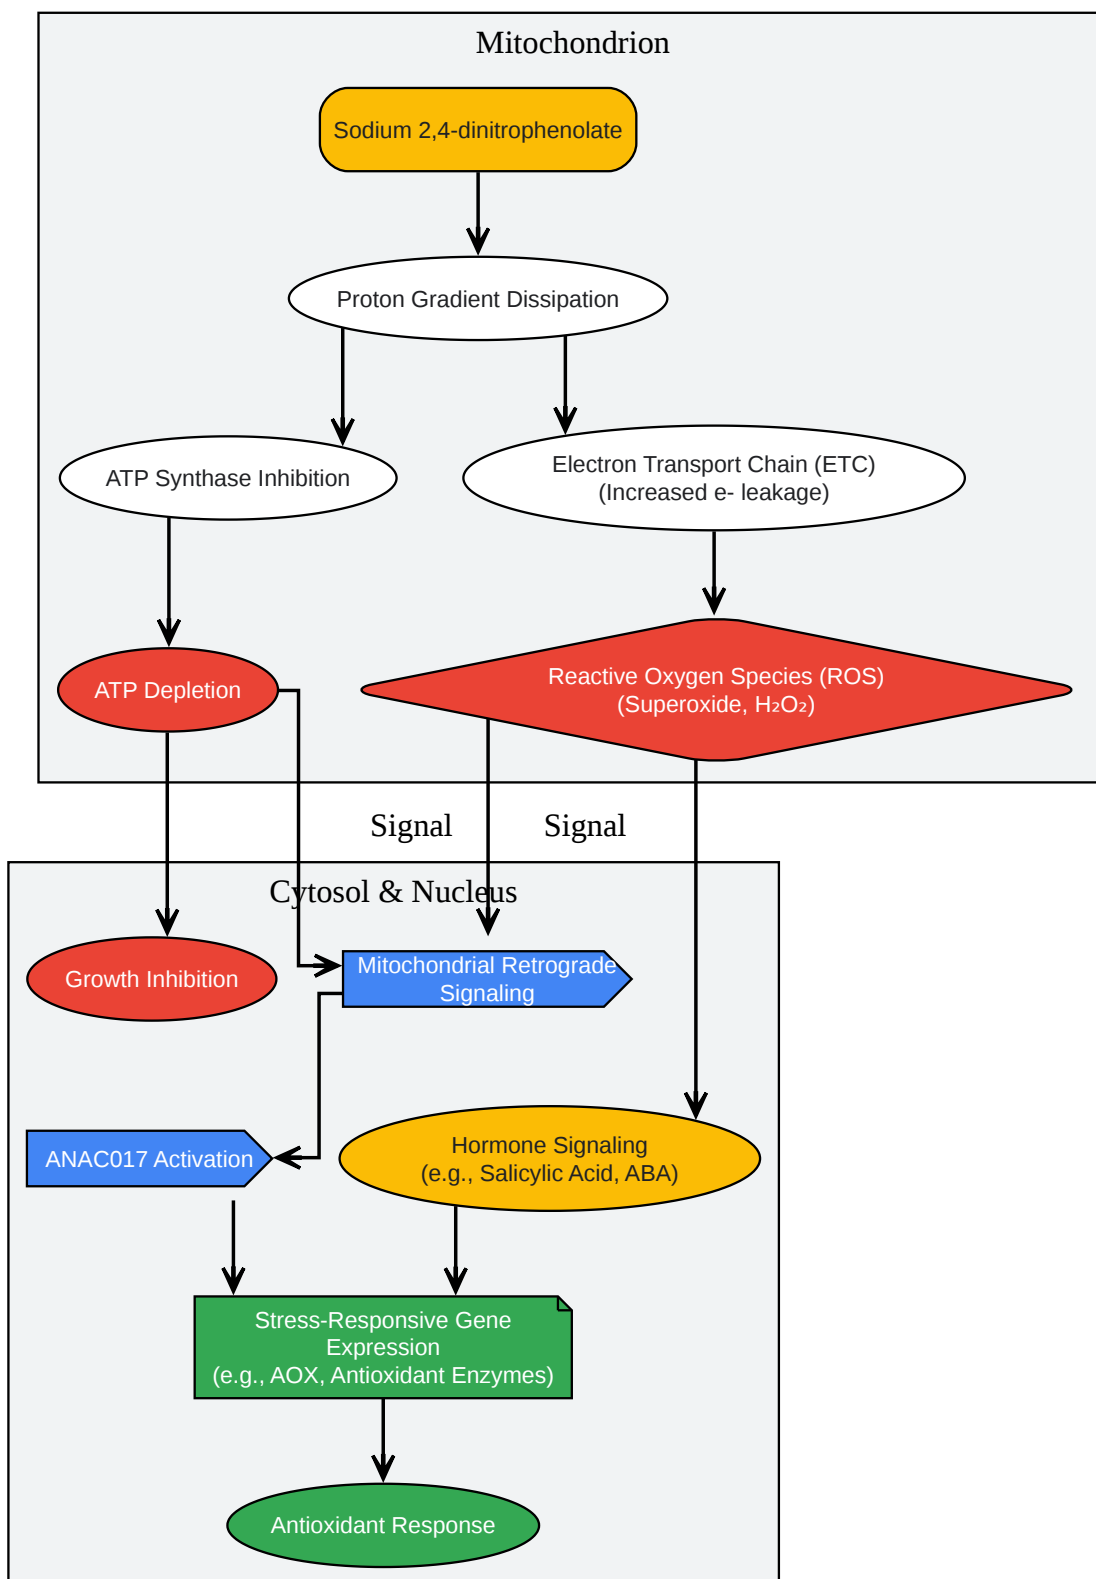 Mitochondrion
Sodium 2,4-dinitrophenolate
Proton Gradient Dissipation
ATP Synthase Inhibition
Electron Transport Chain (ETC)
(Increased e- leakage)
ATP Depletion
Reactive Oxygen Species (ROS)
(Superoxide, H₂O₂)
Signal
Signal
Cytosol & Nucleus
Growth Inhibition
Mitochondrial Retrograde
Signaling
ANAC017 Activation
Hormone Signaling
(e.g., Salicylic Acid, ABA)
Stress-Responsive Gene
Expression
(e.g., AOX, Antioxidant Enzymes)
Antioxidant Response